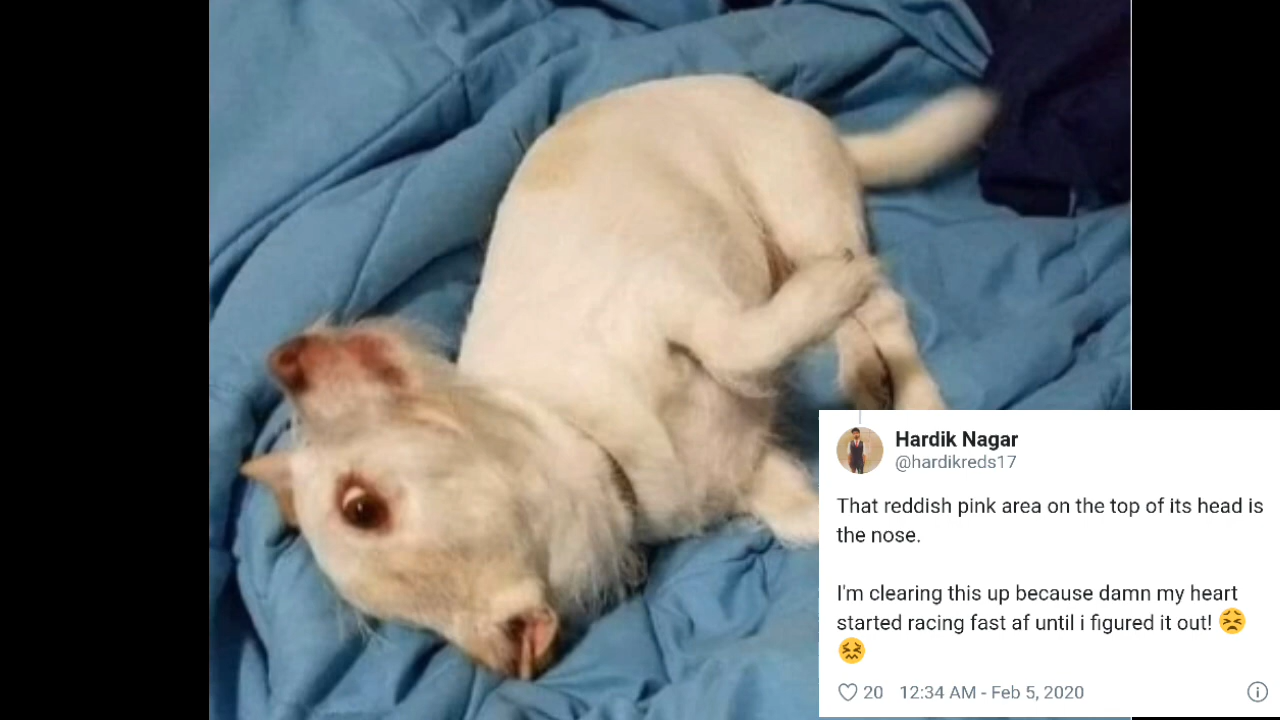 Hardik Nagar
@hardikreds17
That reddish pink area on the top of its head is
the nose.
I'm clearing this up because damn my heart
started racing fast af until i figured it out! 😣
😖
20 12:34 AM - Feb 5, 2020